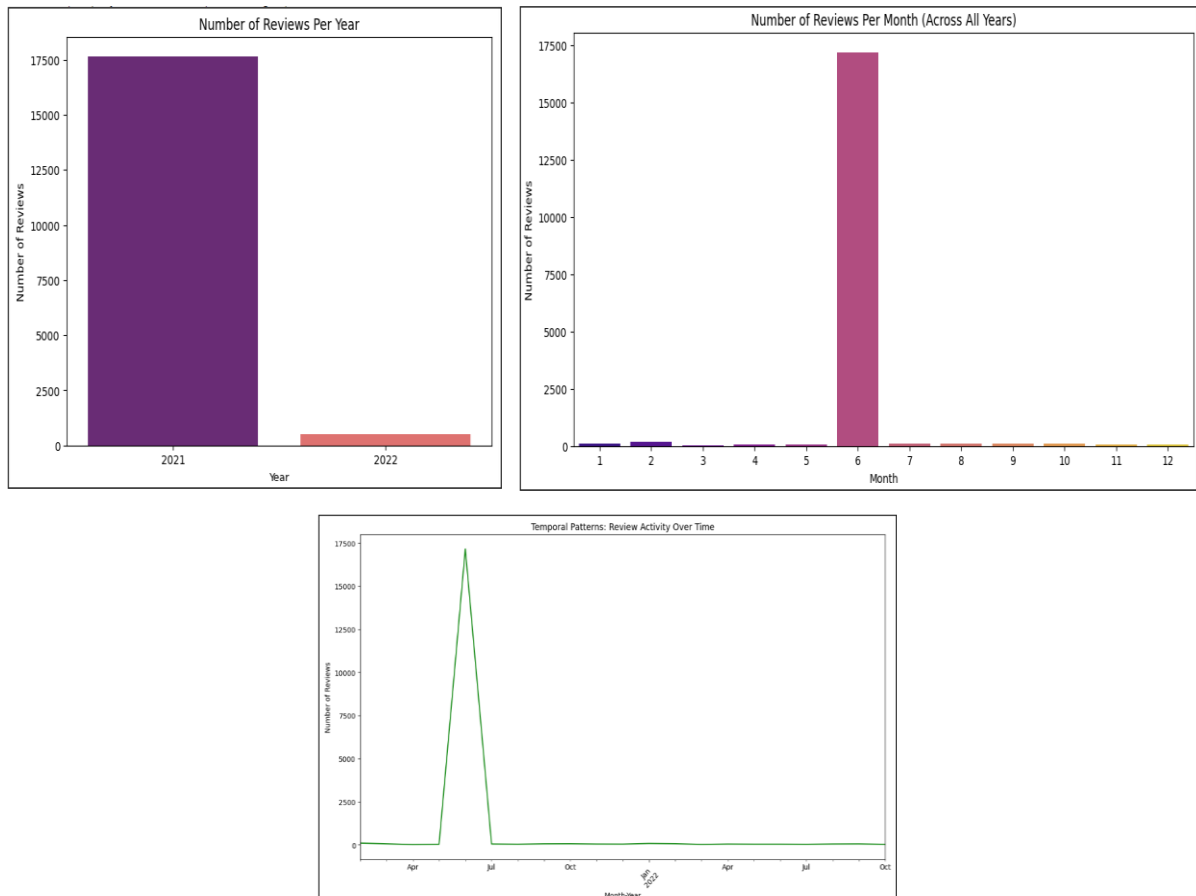 Number of Reviews Per Year
17500
15000
12500
10000
7500
5000
2500
0
Number of Reviews
2021 2022
Year
Number of Reviews Per Month (Across All Years)
17500
15000
12500
10000
7500
5000
2500
0
Number of Reviews
1 2 3 4 5 6 7 8 9 10 11 12
Month
Temporal Patterns: Review Activity Over Time
17500
15000
12500
10000
7500
5000
2500
0
Number of Reviews
Apr Jul Oct Jan Apr Jul Oct
2022
Month-Year